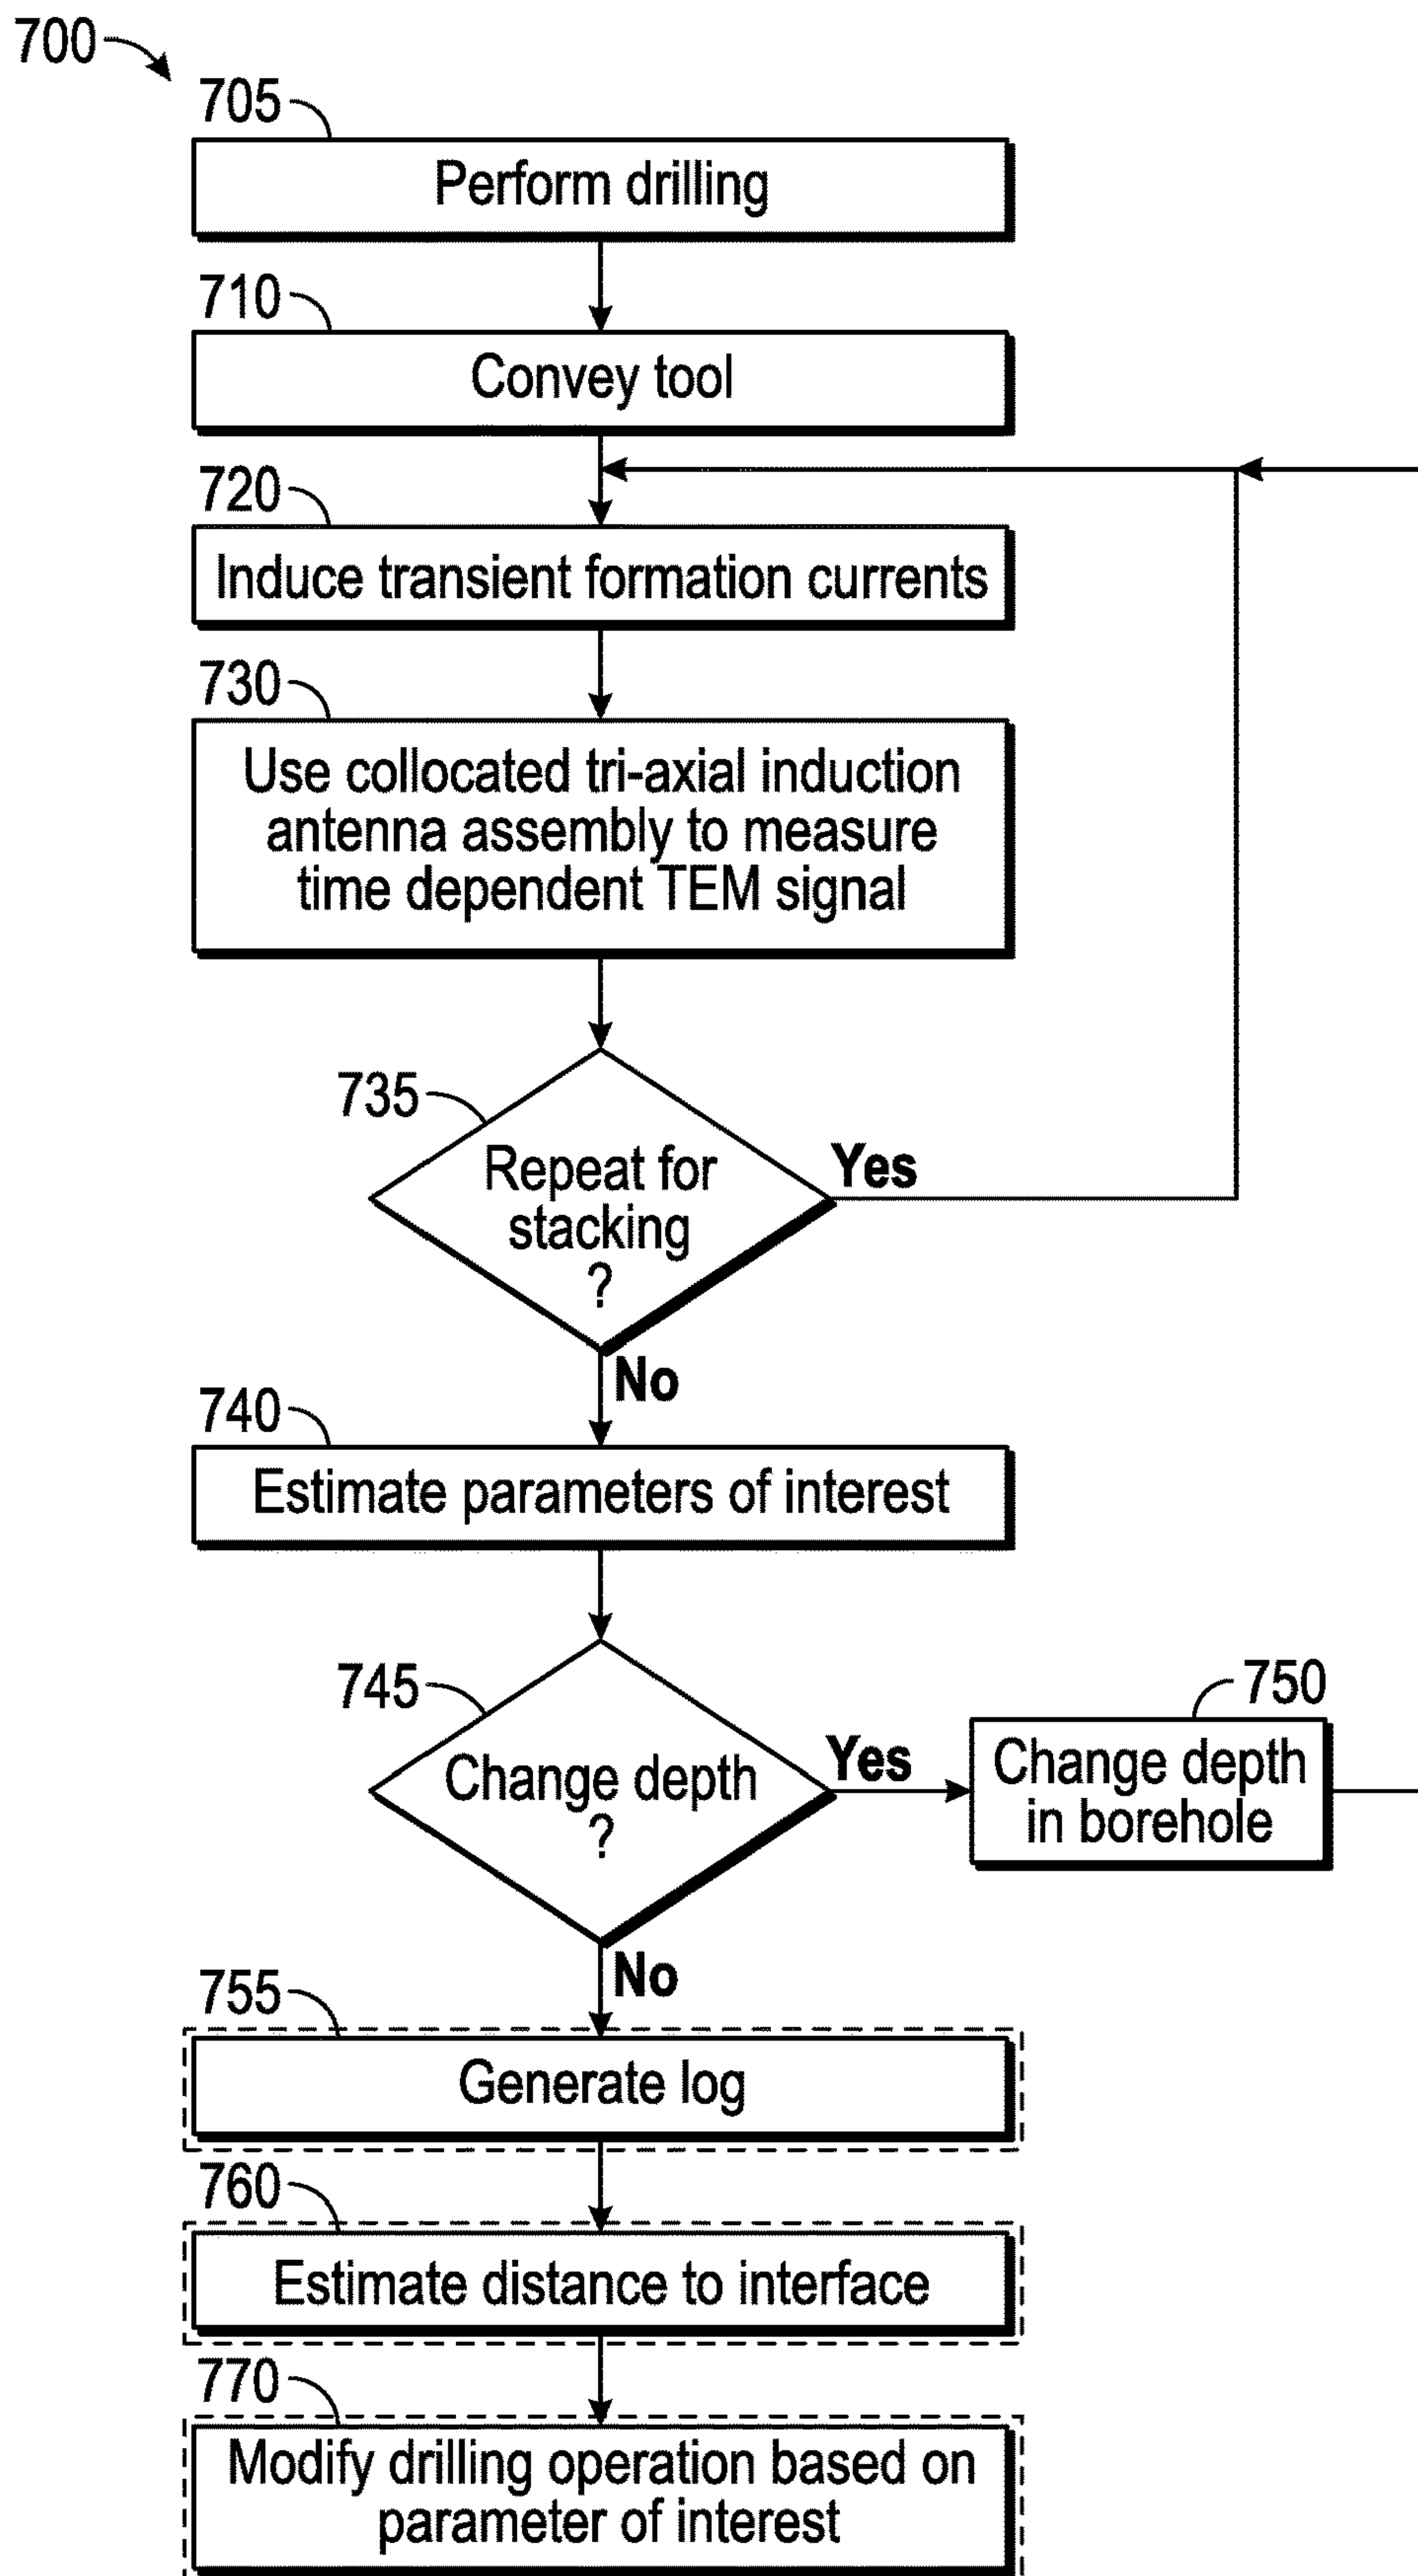 700
705
Perform drilling
710
Convey tool
720
Induce transient formation currents
730
Use collocated tri-axial induction
antenna assembly to measure
time dependent TEM signal
735
Repeat for
stacking
?
Yes
No
740
Estimate parameters of interest
745
Change depth
?
Yes
750
Change depth
in borehole
No
755
Generate log
760
Estimate distance to interface
770
Modify drilling operation based on
parameter of interest